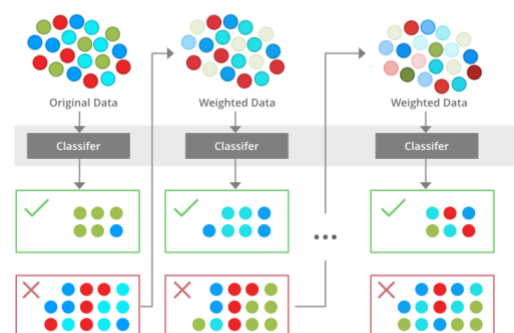 Original Data
Weighted Data
Weighted Data
Classifer
Classifer
Classifer
...